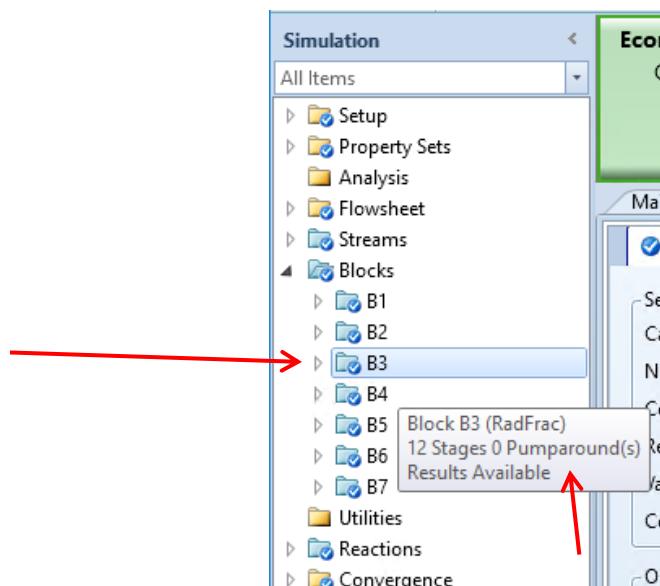 Simulation
All Items
Setup
Property Sets
Analysis
Flowsheet
Streams
Blocks
B1
B2
B3
B4
B5
B6
B7
Utilities
Reactions
Convergence
Block B3 (RadFrac)
12 Stages 0 Pumparound(s)
Results Available